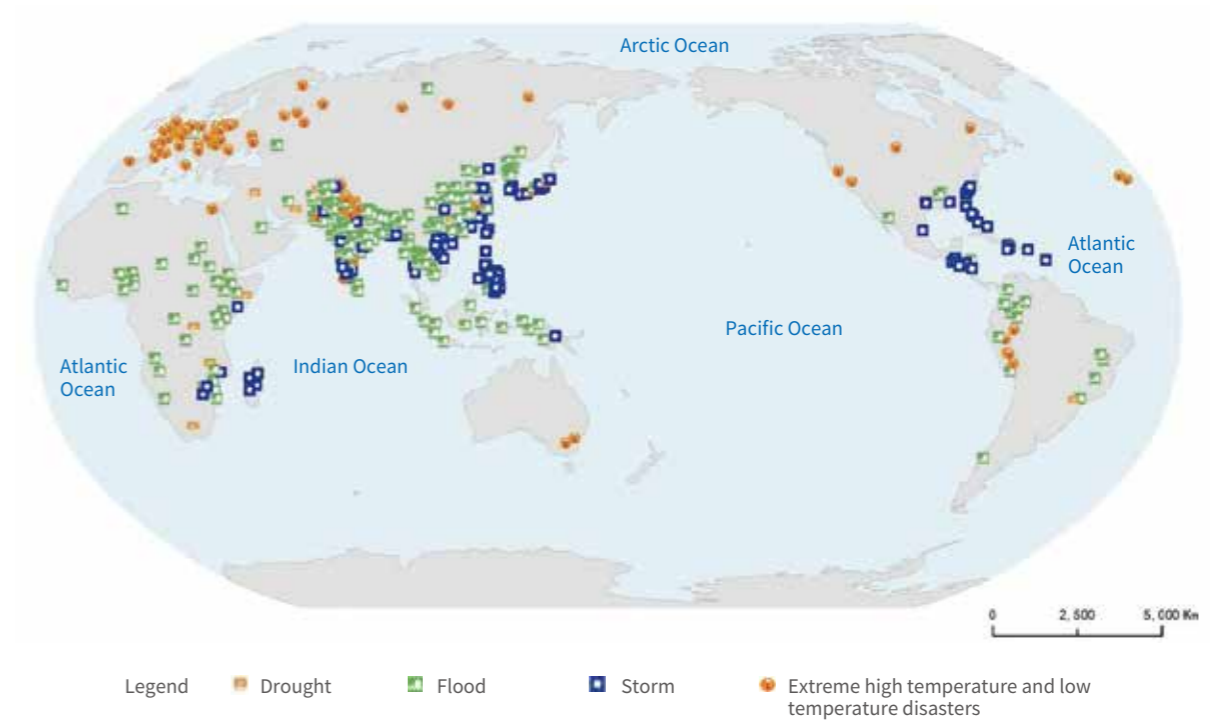 Arctic Ocean
Atlantic
Ocean
Pacific Ocean
Atlantic
Ocean
Indian Ocean
0 2, 500 5, 000 Km
Legend Drought Flood Storm Extreme high temperature and low
temperature disasters